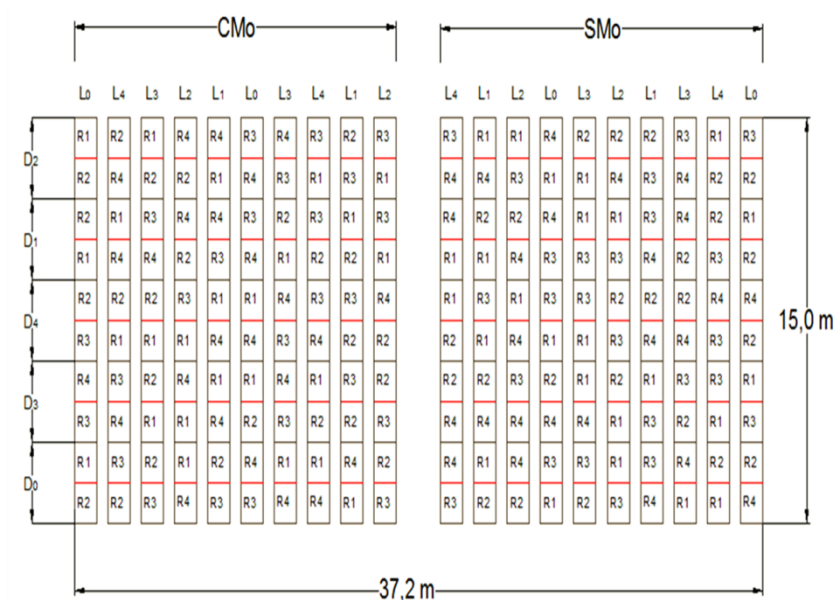 CMo SMo
L0 L4 L3 L2 L1 L0 L3 L4 L1 L2 L4 L1 L2 L0 L3 L2 L1 L3 L4 L0
R1 R2 R1 R4 R4 R3 R4 R3 R2 R3 R3 R1 R1 R4 R2 R2 R2 R3 R1 R3
D2
R2 R4 R2 R2 R1 R4 R3 R1 R3 R1 R4 R4 R3 R1 R1 R4 R3 R4 R2 R2
R2 R1 R3 R4 R4 R3 R2 R3 R1 R3 R4 R2 R2 R4 R1 R1 R3 R4 R2 R1
D1
R1 R4 R4 R2 R3 R1 R1 R2 R2 R1 R1 R1 R4 R2 R3 R3 R4 R1 R3 R2
R2 R2 R2 R3 R1 R1 R4 R3 R3 R4 R1 R3 R1 R3 R2 R2 R2 R2 R4 R4
D4
15,0 m
R3 R1 R1 R1 R4 R4 R3 R4 R2 R2 R2 R1 R4 R1 R1 R4 R4 R3 R3 R2
R4 R3 R2 R4 R1 R1 R4 R1 R3 R2 R2 R2 R3 R2 R1 R2 R1 R3 R3 R1
D3
R3 R4 R1 R1 R4 R2 R3 R2 R2 R1 R4 R4 R4 R4 R4 R1 R3 R2 R1 R3
R1 R3 R2 R1 R2 R4 R1 R1 R4 R2 R4 R1 R4 R3 R3 R2 R3 R4 R2 R2
D0
R2 R2 R3 R4 R3 R3 R4 R4 R1 R3 R3 R2 R2 R1 R2 R3 R4 R1 R1 R4
37,2 m